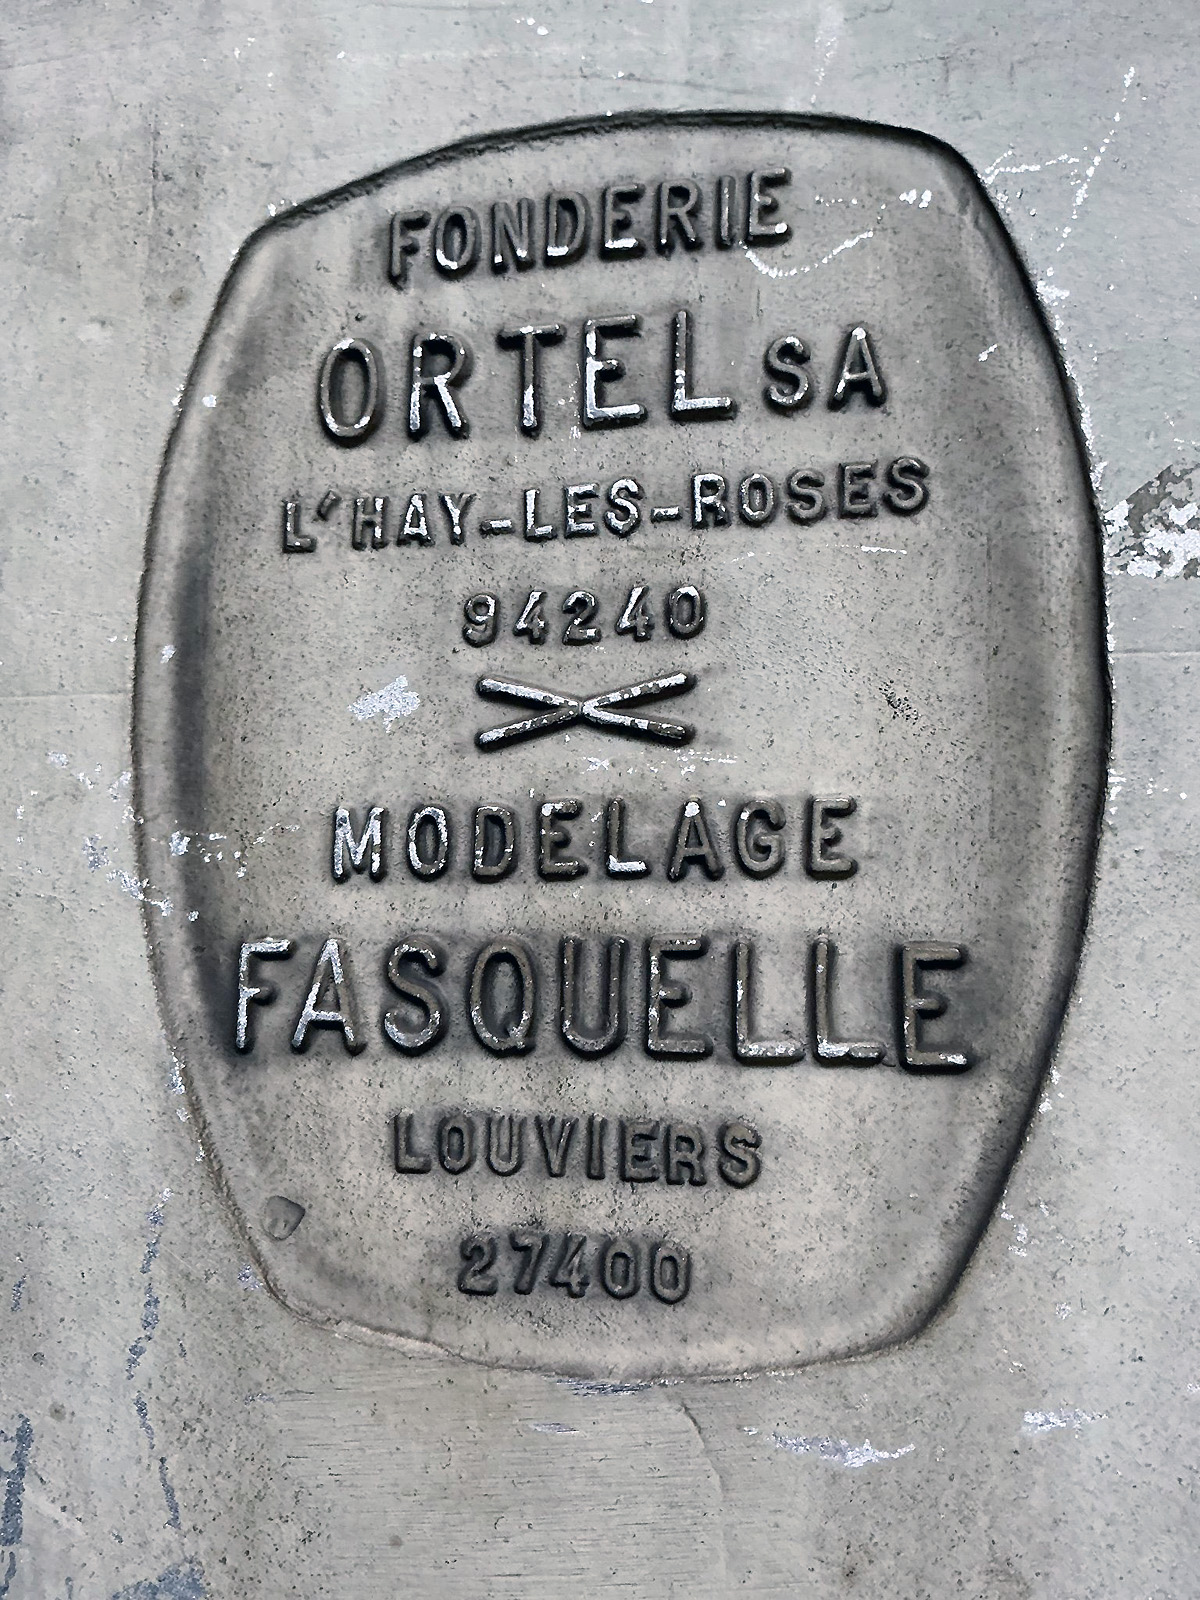 FONDERIE
ORTEL SA
L'HAY-LES-ROSES
94240
MODELAGE
FASQUELLE
LOUVIERS
27400